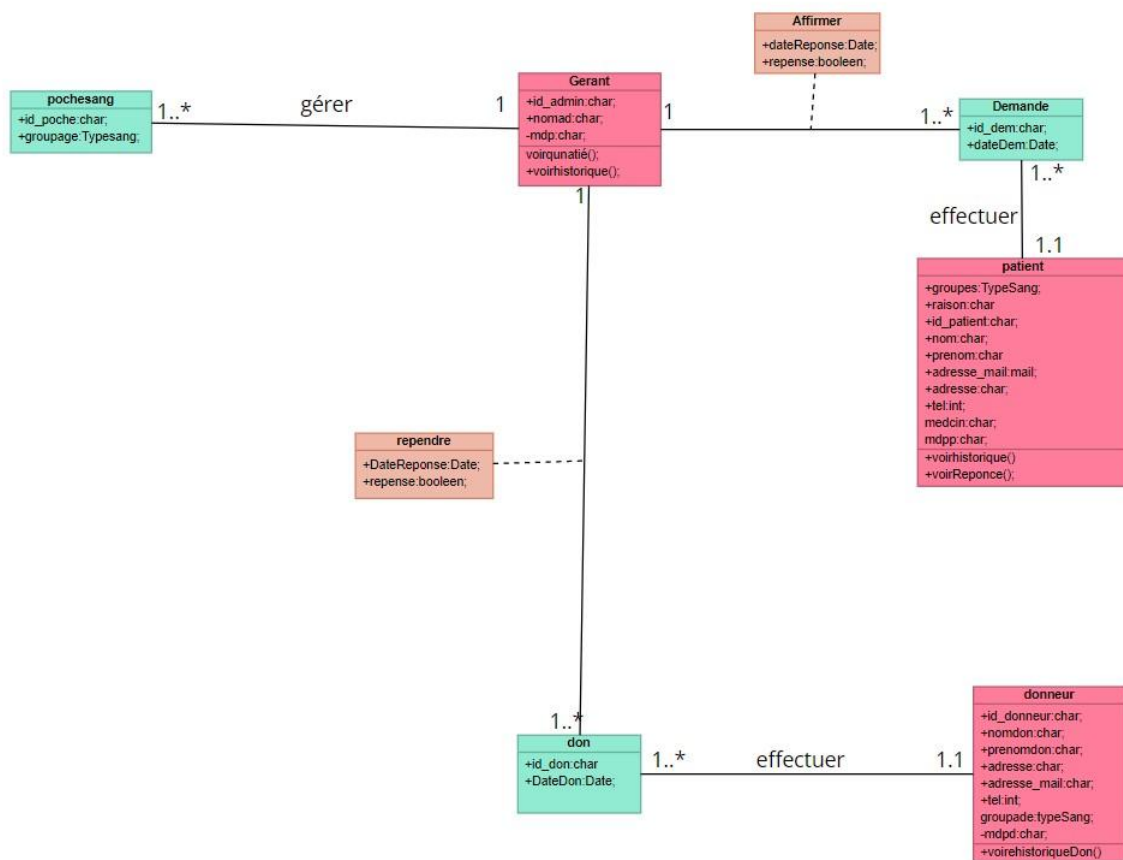 Affirmer
+dateReponse:Date;
+repense:booleen;
pochesang
+id_poche:char;
+groupage:Typesang;
1..*
gérer
1
Gerant
+id_admin:char;
+nomad:char;
-mdp:char;
voirqunatié();
+voirhistorique();
1
1..*
Demande
+id_dem:char;
+dateDem:Date;
1..*
effectuer
1.1
patient
+groupes:TypeSang;
+raison:char
+id_patient:char;
+nom:char;
+prenom:char
+adresse_mail:mail;
+adresse:char;
+tel:int;
medcin:char;
mdpp:char;
+voirhistorique()
+voirReponce();
1
rependre
+DateReponse:Date;
+repense:booleen;
1..*
don
+id_don:char
+DateDon:Date;
1..*
effectuer
1.1
donneur
+id_donneur:char;
+nomdon:char;
+prenomdon:char;
+adresse:char;
+adresse_mail:char;
+tel:int;
groupade:typeSang;
-mdpd:char;
+voirehistoriqueDon()